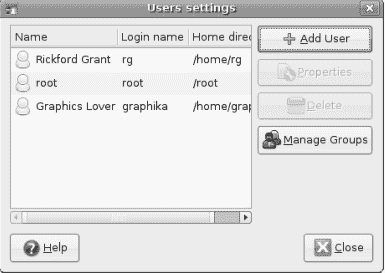 Users settings
Name Login name Home direc
Rickford Grant rg /home/rg
root root /root
Graphics Lover graphika /home/grap
Add User
Properties
Delete
Manage Groups
Help
Close